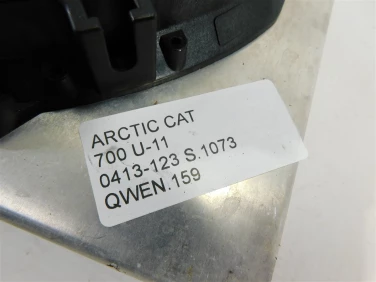 ARCTIC CAT
700 U-11
0413-123 S.1073
QWEN.159